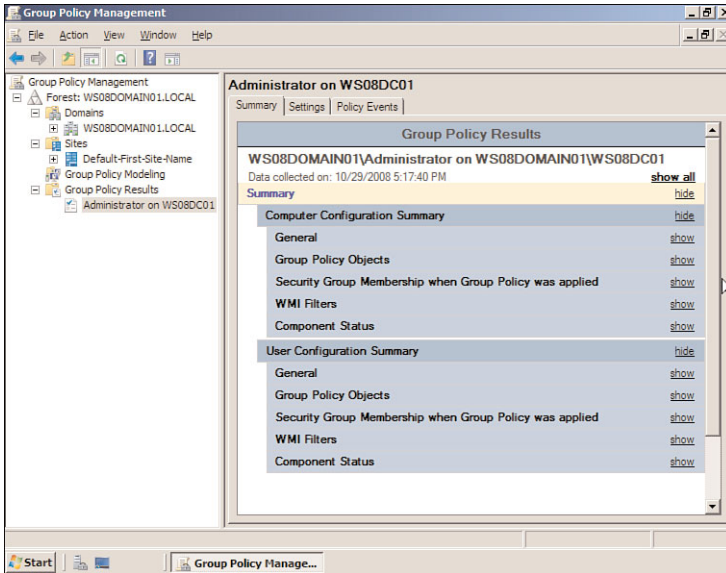 Group Policy Management
File Action View Window Help
Group Policy Management
Forest: WS08DOMAIN01.LOCAL
Domains
WS08DOMAIN01.LOCAL
Sites
Default-First-Site-Name
Group Policy Modeling
Group Policy Results
Administrator on WS08DC01
Administrator on WS08DC01
Summary Settings Policy Events
Group Policy Results
WS08DOMAIN01\Administrator on WS08DOMAIN01\WS08DC01
Data collected on: 10/29/2008 5:17:40 PM show all
Summary hide
Computer Configuration Summary hide
General show
Group Policy Objects show
Security Group Membership when Group Policy was applied show
WMI Filters show
Component Status show
User Configuration Summary hide
General show
Group Policy Objects show
Security Group Membership when Group Policy was applied show
WMI Filters show
Component Status show
Start Group Policy Manage...